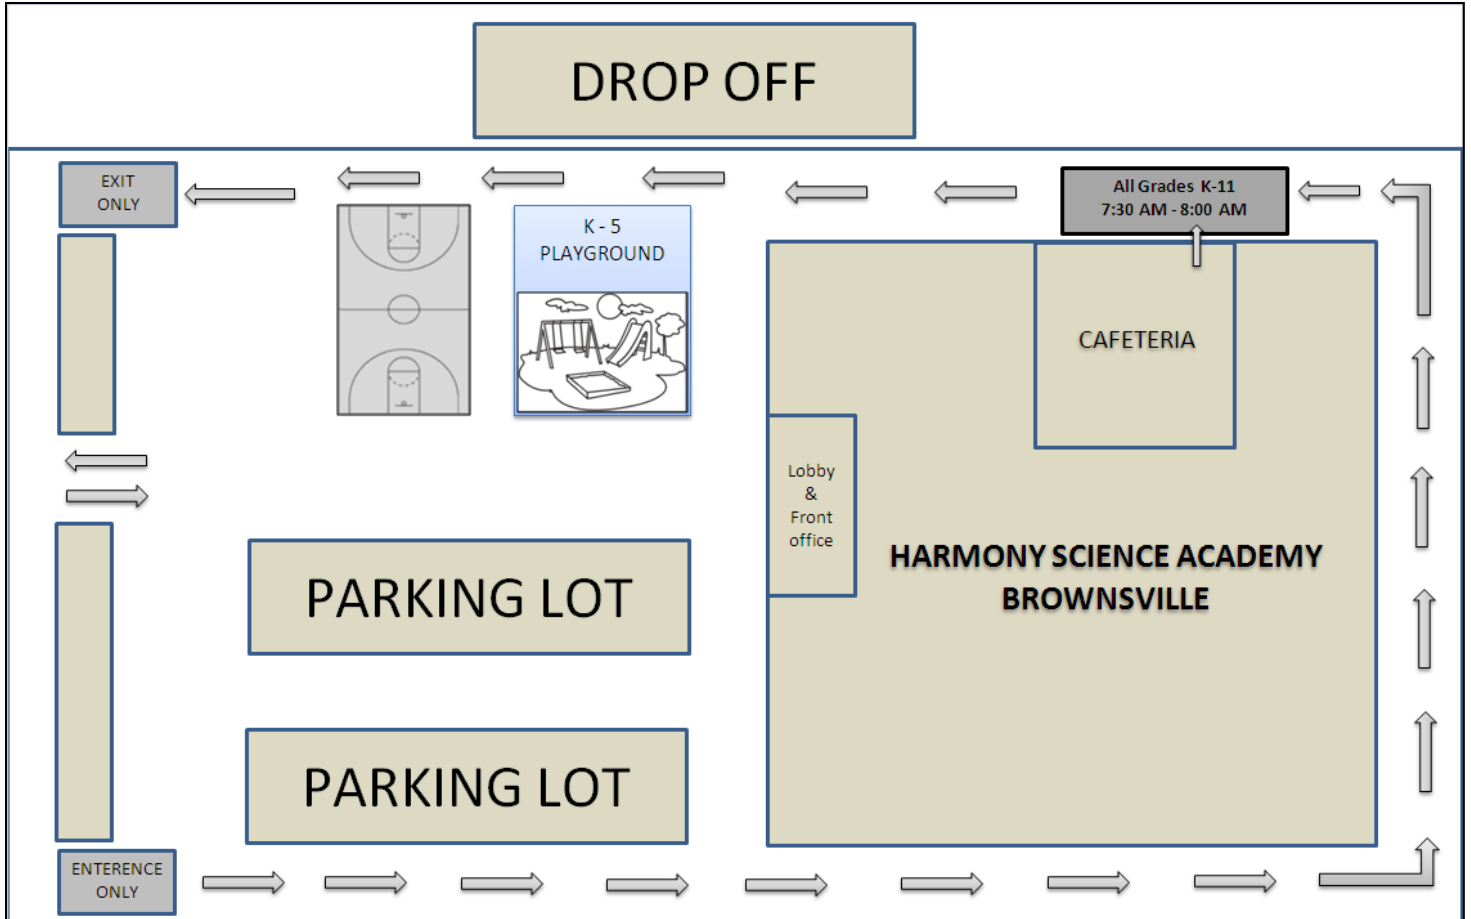 DROP OFF
EXIT
ONLY
All Grades K-11
7:30 AM - 8:00 AM
K - 5
PLAYGROUND
CAFETERIA
Lobby
&
Front
office
HARMONY SCIENCE ACADEMY
BROWNSVILLE
PARKING LOT
PARKING LOT
ENTERENCE
ONLY